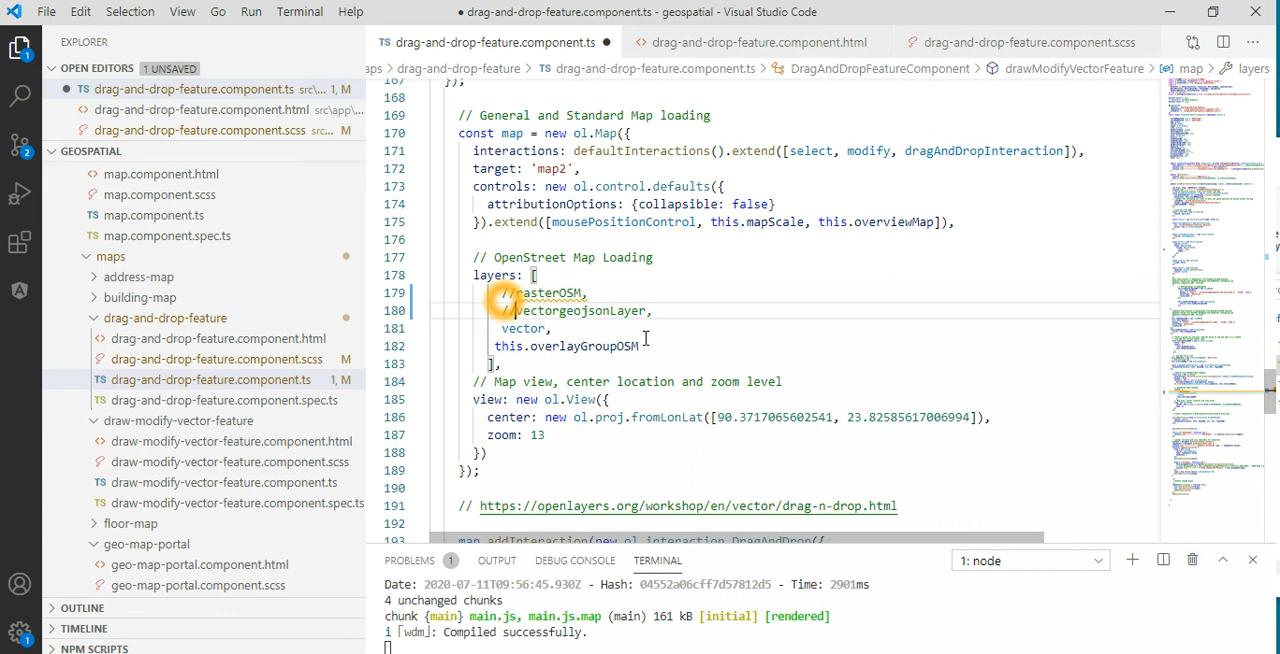 File Edit Selection View Go Run Terminal Help ● drag-and-drop-feature.component.ts - geospatial - Visual Studio Code
EXPLORER
OPEN EDITORS 1 UNSAVED
TS drag-and-drop-feature.component.ts src\... 1, M
<> drag-and-drop-feature.component.html src\app\...
drag-and-drop-feature.component.scss src... M
GEOSPATIAL
<> map.component.html
map.component.scss
TS map.component.ts
TS map.component.spec.ts
maps
address-map
building-map
drag-and-drop-feature
<> drag-and-drop-feature.component.html
drag-and-drop-feature.component.scss M
TS drag-and-drop-feature.component.ts 1, M
TS drag-and-drop-feature.component.spec.ts
draw-modify-vector-feature
<> draw-modify-vector-feature.component.html
draw-modify-vector-feature.component.scss
TS draw-modify-vector-feature.component.ts
TS draw-modify-vector-feature.component.spec.ts
floor-map
geo-map-portal
<> geo-map-portal.component.html
geo-map-portal.component.scss
OUTLINE
TIMELINE
NPM SCRIPTS
TS drag-and-drop-feature.component.ts ● <> drag-and-drop-feature.component.html drag-and-drop-feature.component.scss
aps > drag-and-drop-feature > TS drag-and-drop-feature.component.ts > DragAndDropFeatureComponent > drawModifyVectorFeature > map > layers
167 });
168
169 // General and Standard Map loading
170 const map = new ol.Map({
171 interactions: defaultInteractions().extend([select, modify, dragAndDropInteraction]),
172 target: 'map2',
173 controls: new ol.control.defaults({
174 attributionOptions: {collapsible: false}
175 }).extend([mousePositionControl, this.mapScale, this.overviewMap]),
176
177 // OpenStreet Map Loading
178 layers: [
179 //rasterOSM,
180 //vectorgeojsonLayer,
181 vector,
182 this.overlayGroupOSM
183 ],
184 // Map view, center location and zoom level
185 view: new ol.View({
186 center: new ol.proj.fromLonLat([90.3717065602541, 23.82585617006994]),
187 zoom: 13
188 })
189 });
190
191 // https://openlayers.org/workshop/en/vector/drag-n-drop.html
192
193 map.addInteraction(new ol.interaction.DragAndDrop({
PROBLEMS 1 OUTPUT DEBUG CONSOLE TERMINAL 1: node
Date: 2020-07-11T09:56:45.930Z - Hash: 04552a06cff7d57812d5 - Time: 2901ms
4 unchanged chunks
chunk {main} main.js, main.js.map (main) 161 kB [initial] [rendered]
i ｢wdm｣: Compiled successfully.